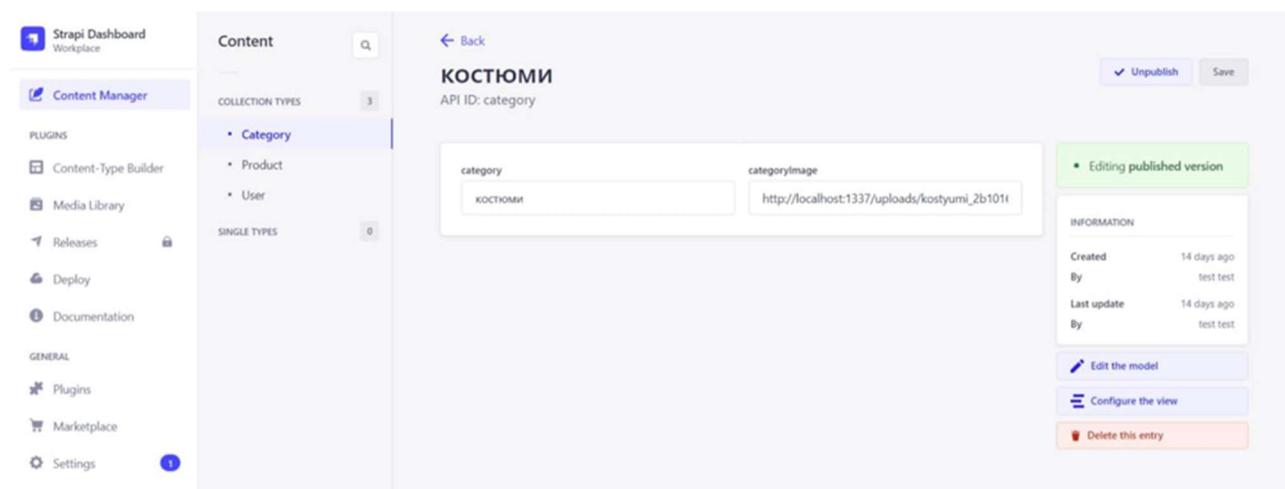 Strapi Dashboard
Workplace
Content Manager
PLUGINS
Content-Type Builder
Media Library
Releases
Deploy
Documentation
GENERAL
Plugins
Marketplace
Settings
1
Content
COLLECTION TYPES
3
Category
Product
User
SINGLE TYPES
0
Back
КОСТЮМИ
API ID: category
Unpublish
Save
category
КОСТЮМИ
categoryImage
http://localhost:1337/uploads/kostyumi_2b101
Editing published version
INFORMATION
Created
14 days ago
By
test test
Last update
14 days ago
By
test test
Edit the model
Configure the view
Delete this entry